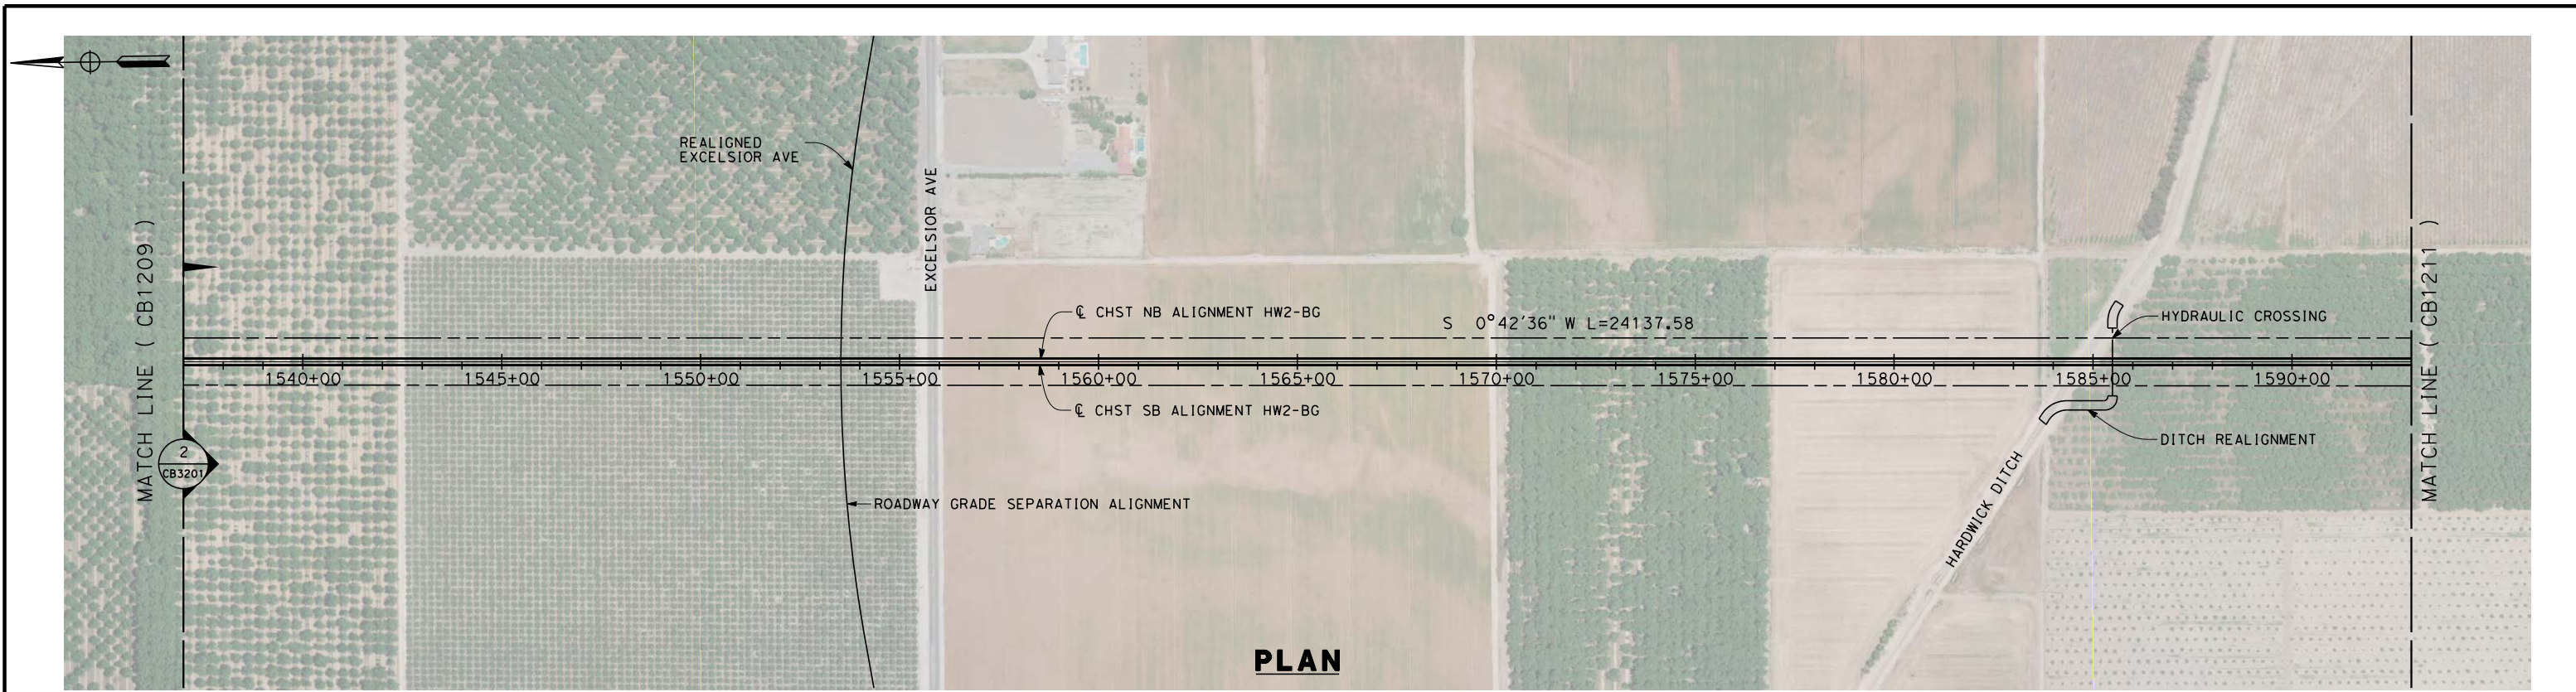 REALIGNED
EXCELSIOR AVE
EXCELSIOR AVE
MATCH LINE ( CB1209 )
MATCH LINE ( CB1211 )
℄ CHST NB ALIGNMENT HW2-BG
S 0°42'36" W L=24137.58
HYDRAULIC CROSSING
1540+00 1545+00 1550+00 1555+00 1560+00 1565+00 1570+00 1575+00 1580+00 1585+00 1590+00
℄ CHST SB ALIGNMENT HW2-BG
DITCH REALIGNMENT
2
CB3201
HARDWICK DITCH
ROADWAY GRADE SEPARATION ALIGNMENT
PLAN